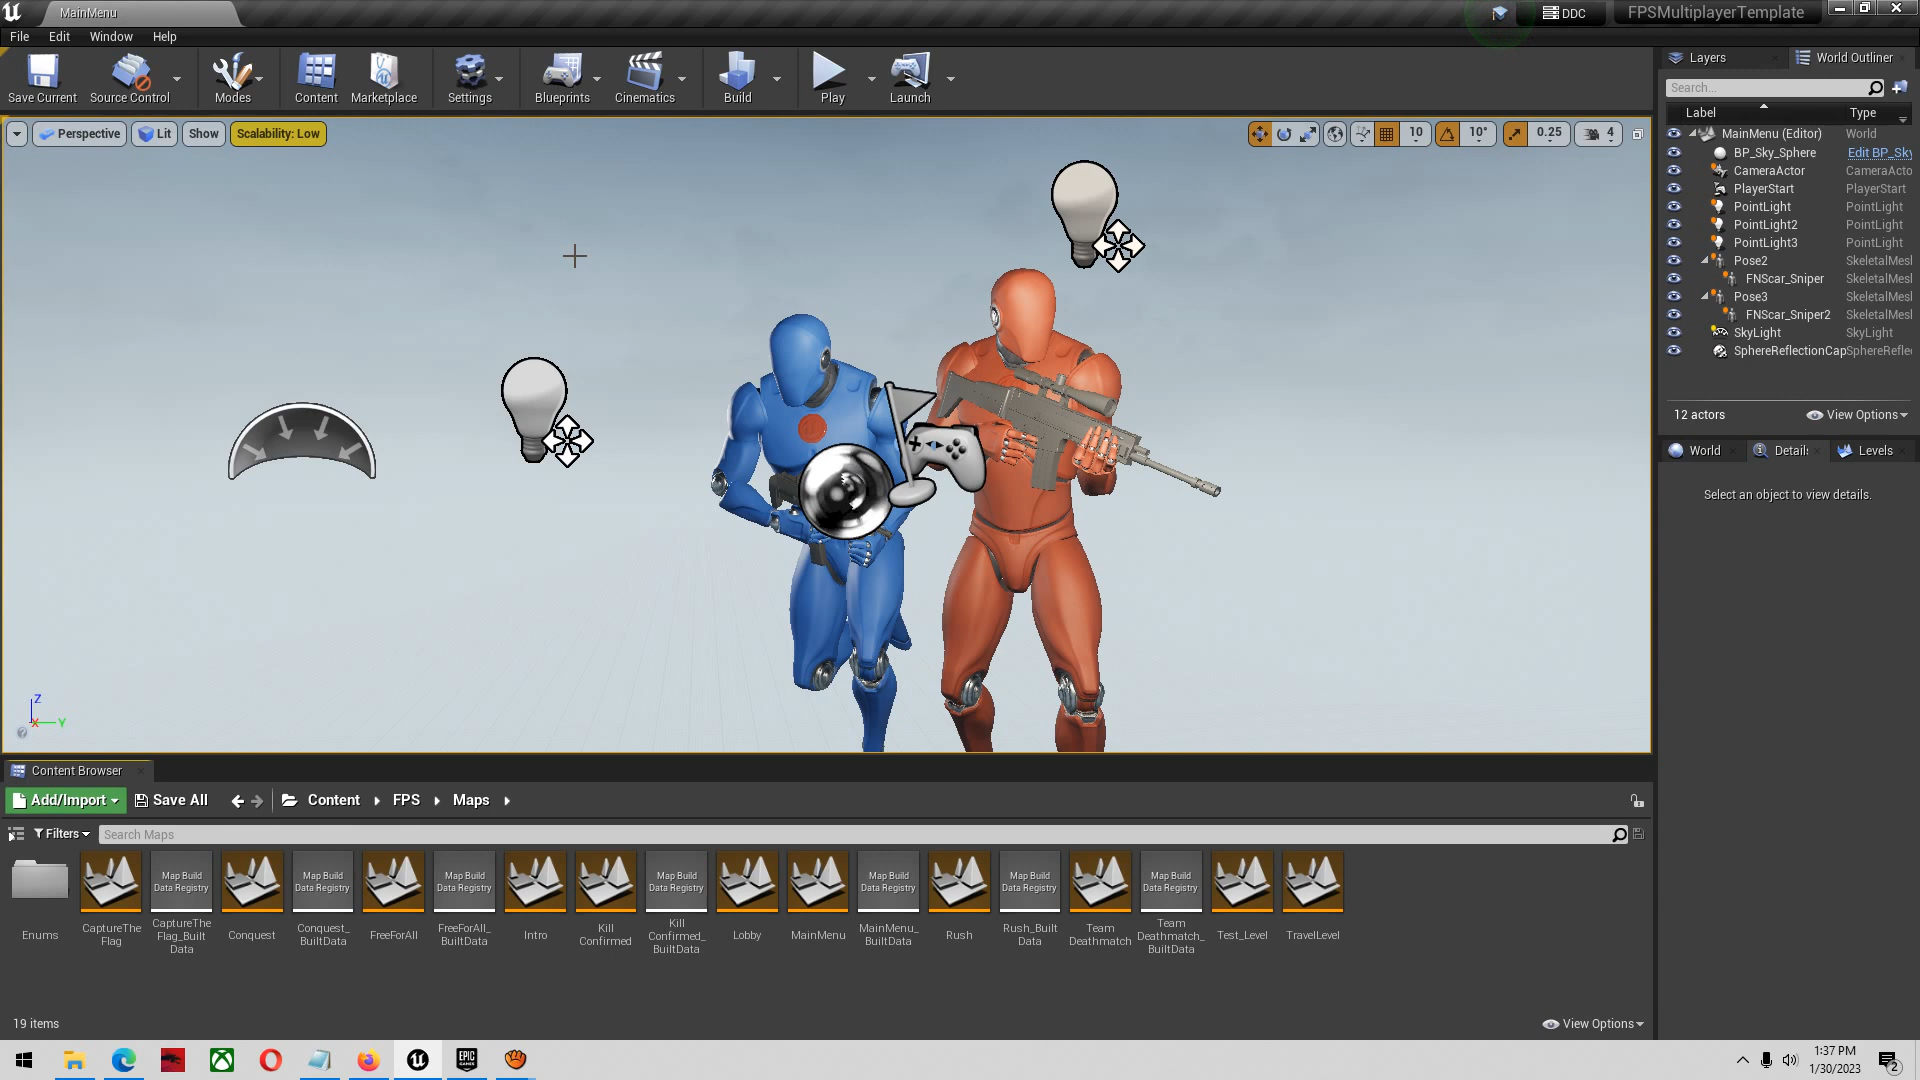 MainMenu
DDC
FPSMultiplayerTemplate
File Edit Window Help
Save Current
Source Control
Modes
Content
Marketplace
Settings
Blueprints
Cinematics
Build
Play
Launch
Perspective
Lit
Show
Scalability: Low
10
10°
0.25
4
Z
X
Y
Layers
World Outliner
Search...
Label Type
MainMenu (Editor) World
BP_Sky_Sphere Edit BP_Sky
CameraActor CameraActo
PlayerStart PlayerStart
PointLight PointLight
PointLight2 PointLight
PointLight3 PointLight
Pose2 SkeletalMesl
FNScar_Sniper SkeletalMesl
Pose3 SkeletalMesl
FNScar_Sniper2 SkeletalMesl
SkyLight SkyLight
SphereReflectionCap SphereReflec
12 actors
View Options
World
Details
Levels
Select an object to view details.
Content Browser
Add/Import
Save All
Content
FPS
Maps
Filters
Search Maps
Map Build
Data Registry
Map Build
Data Registry
Map Build
Data Registry
Map Build
Data Registry
Map Build
Data Registry
Map Build
Data Registry
Map Build
Data Registry
Enums
CaptureThe
Flag
CaptureThe
Flag_Built
Data
Conquest
Conquest_
BuiltData
FreeForAll
FreeForAll_
BuiltData
Intro
Kill
Confirmed
Kill
Confirmed_
BuiltData
Lobby
MainMenu
MainMenu_
BuiltData
Rush
Rush_Built
Data
Team
Deathmatch
Team
Deathmatch_
BuiltData
Test_Level
TravelLevel
19 items
View Options
EPIC
GAMES
1:37 PM
1/30/2023
2